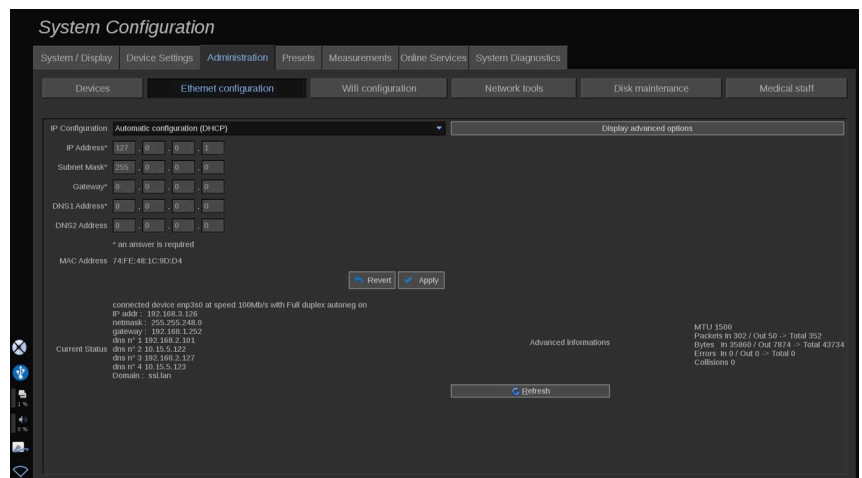 System Configuration
System / Display Device Settings Administration Presets Measurements Online Services System Diagnostics
Devices Ethernet configuration Wifi configuration Network tools Disk maintenance Medical staff
IP Configuration Automatic configuration (DHCP) Display advanced options
IP Address* 127 . 0 . 0 . 1
Subnet Mask* 255 . 0 . 0 . 0
Gateway* 0 . 0 . 0 . 0
DNS1 Address* 0 . 0 . 0 . 0
DNS2 Address 0 . 0 . 0 . 0
* an answer is required
MAC Address 74:FE:48:1C:9D:D4
Revert Apply
Current Status
connected device enp3s0 at speed 100Mb/s with Full duplex autoneg on
IP addr : 192.168.3.126
netmask : 255.255.248.0
gateway : 192.168.1.252
dns n° 1 192.168.2.101
dns n° 2 10.15.5.122
dns n° 3 192.168.2.127
dns n° 4 10.15.5.123
Domain : ssi.lan
Advanced informations
MTU 1500
Packets In 302 / Out 50 -> Total 352
Bytes In 35860 / Out 7874 -> Total 43734
Errors In 0 / Out 0 -> Total 0
Collisions 0
Refresh
1 %